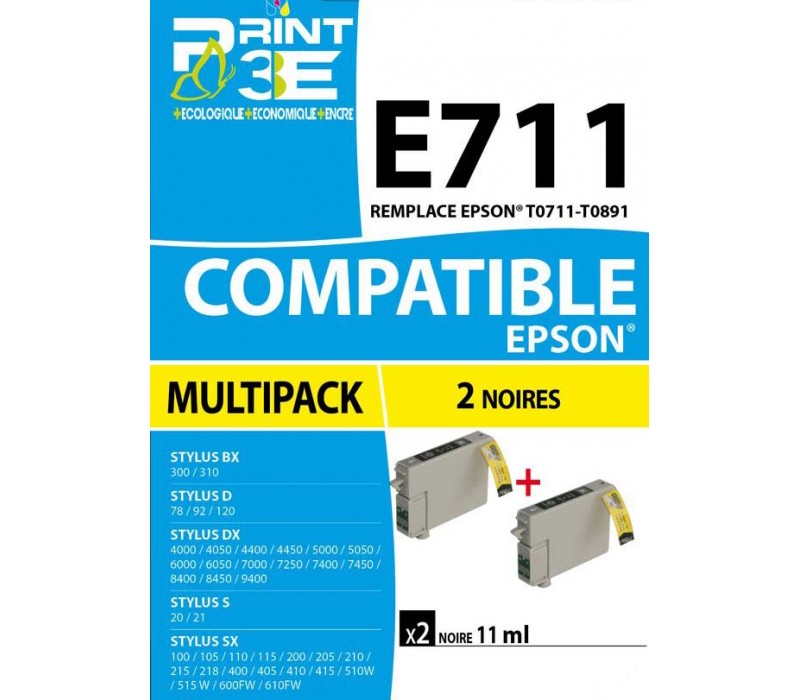 PRINT
3E
+ECOLOGIQUE+ECONOMIQUE+ENCRE
E711
REMPLACE EPSON® T0711-T0891
COMPATIBLE
EPSON®
MULTIPACK
2 NOIRES
STYLUS BX
300 / 310
STYLUS D
78 / 92 / 120
STYLUS DX
4000 / 4050 / 4400 / 4450 / 5000 / 5050 /
6000 / 6050 / 7000 / 7250 / 7400 / 7450 /
8400 / 8450 / 9400
STYLUS S
20 / 21
STYLUS SX
100 / 105 / 110 / 115 / 200 / 205 / 210 /
215 / 218 / 400 / 405 / 410 / 415 / 510W
/ 515 W / 600FW / 610FW
x2 NOIRE 11 ml